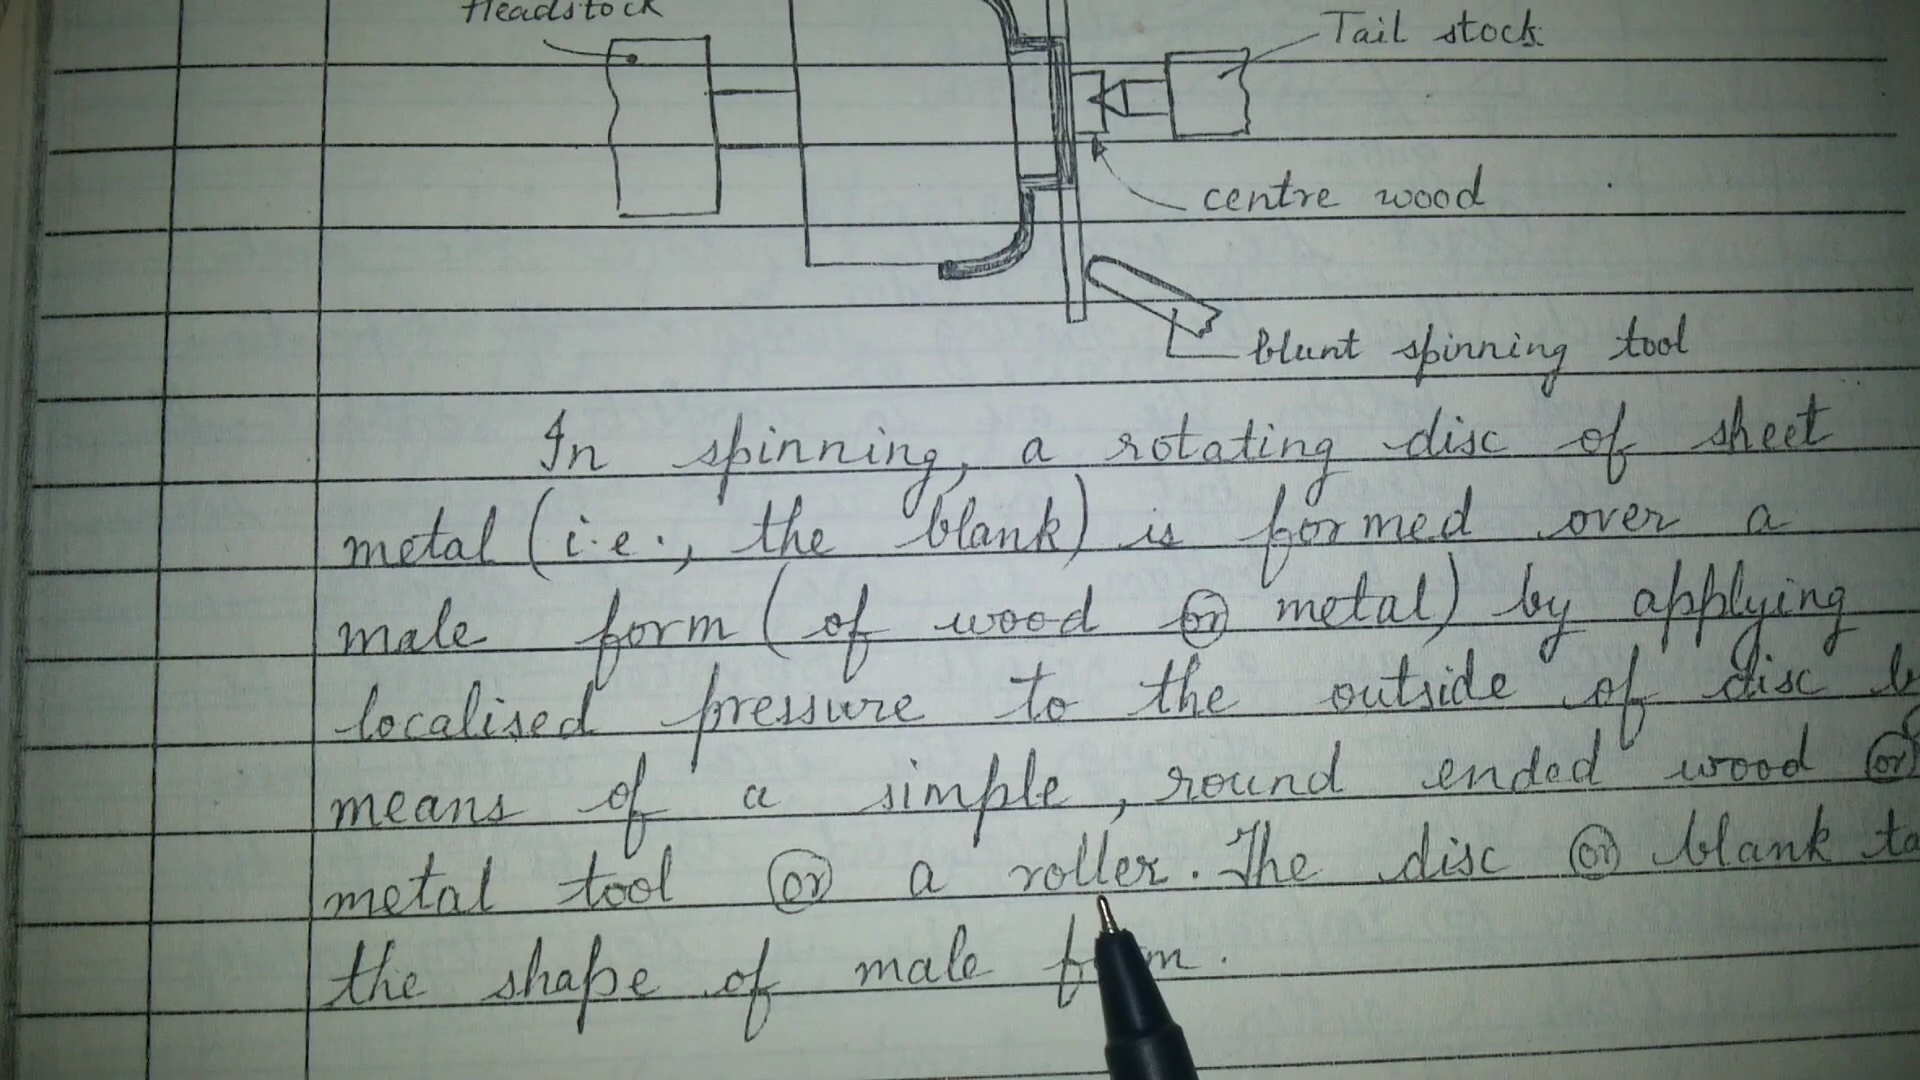 Headstock
Tail stock
centre wood
blunt spinning tool
In spinning, a rotating disc of sheet
metal (i.e., the blank) is formed over a
male form (of wood or metal) by applying
localised pressure to the outside of disc
means of a simple, round ended wood or
metal tool or a roller. The disc or blank
the shape of male form.